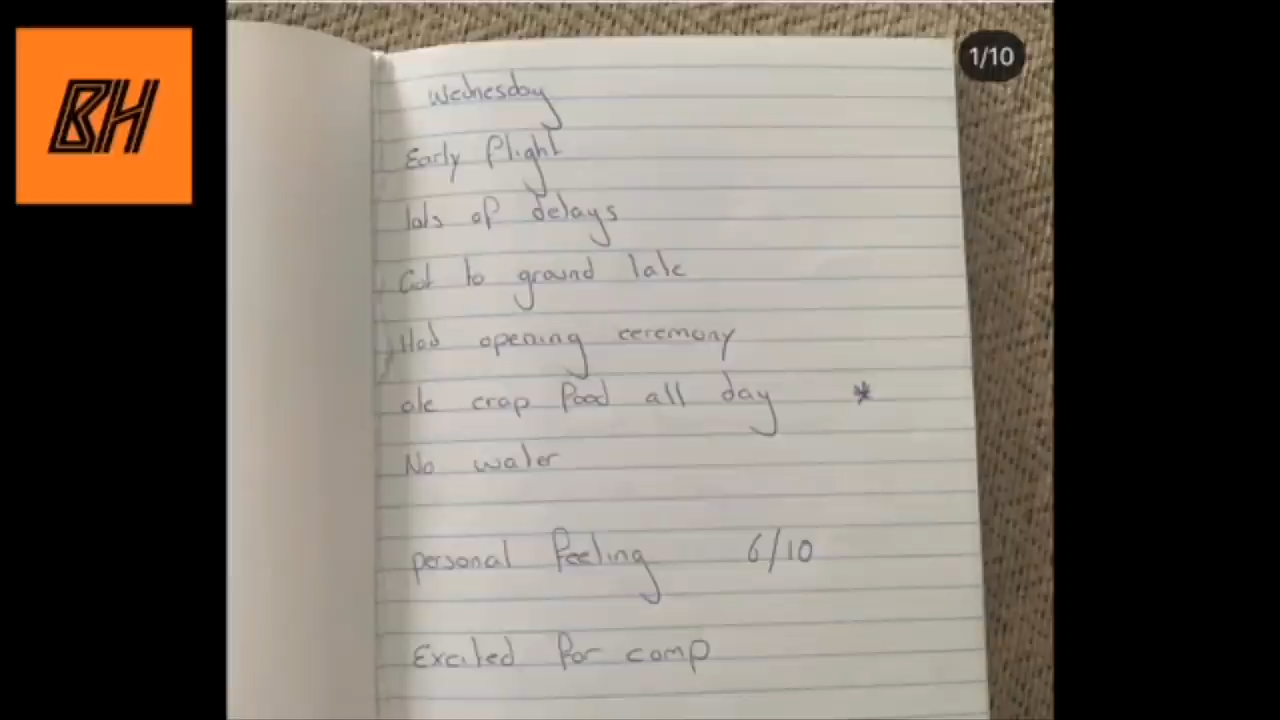 BH
1/10
Wednesday
Early flight
lots of delays
Got to ground late
Had opening ceremony
ate crap food all day *
No water
personal feeling 6/10
Excited for comp